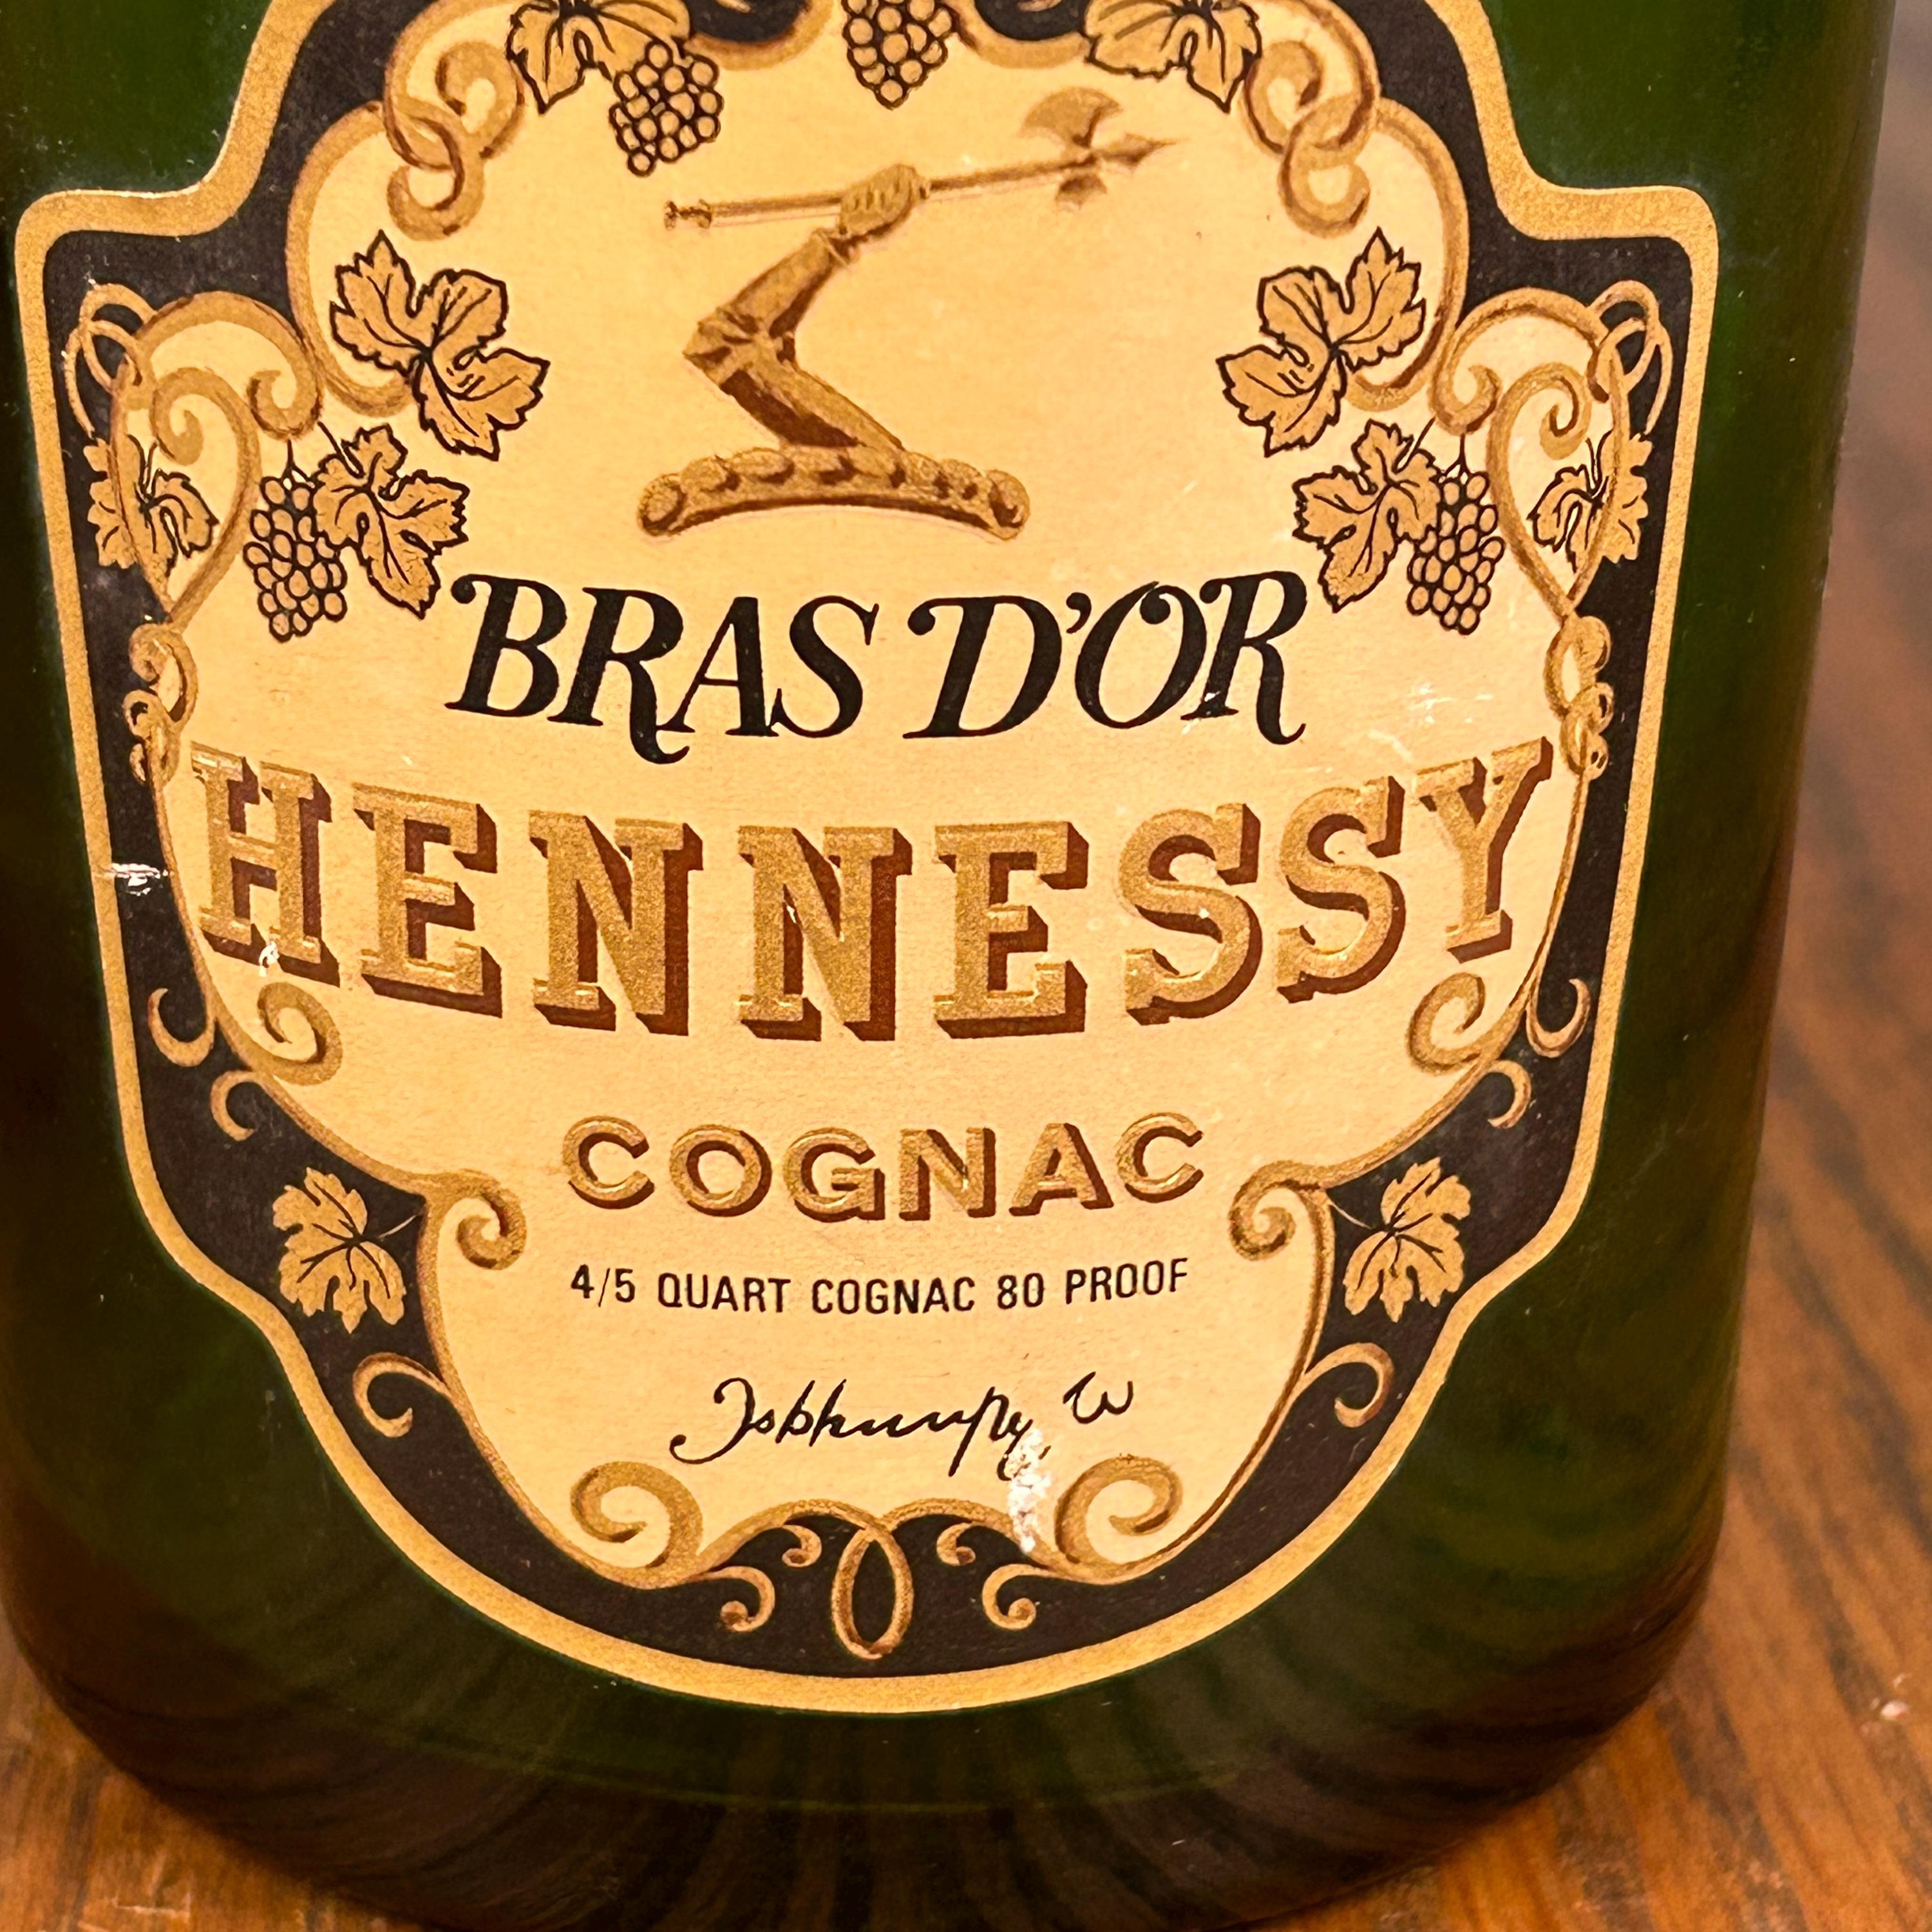 BRAS D'OR
HENNESSY
COGNAC
4/5 QUART COGNAC 80 PROOF